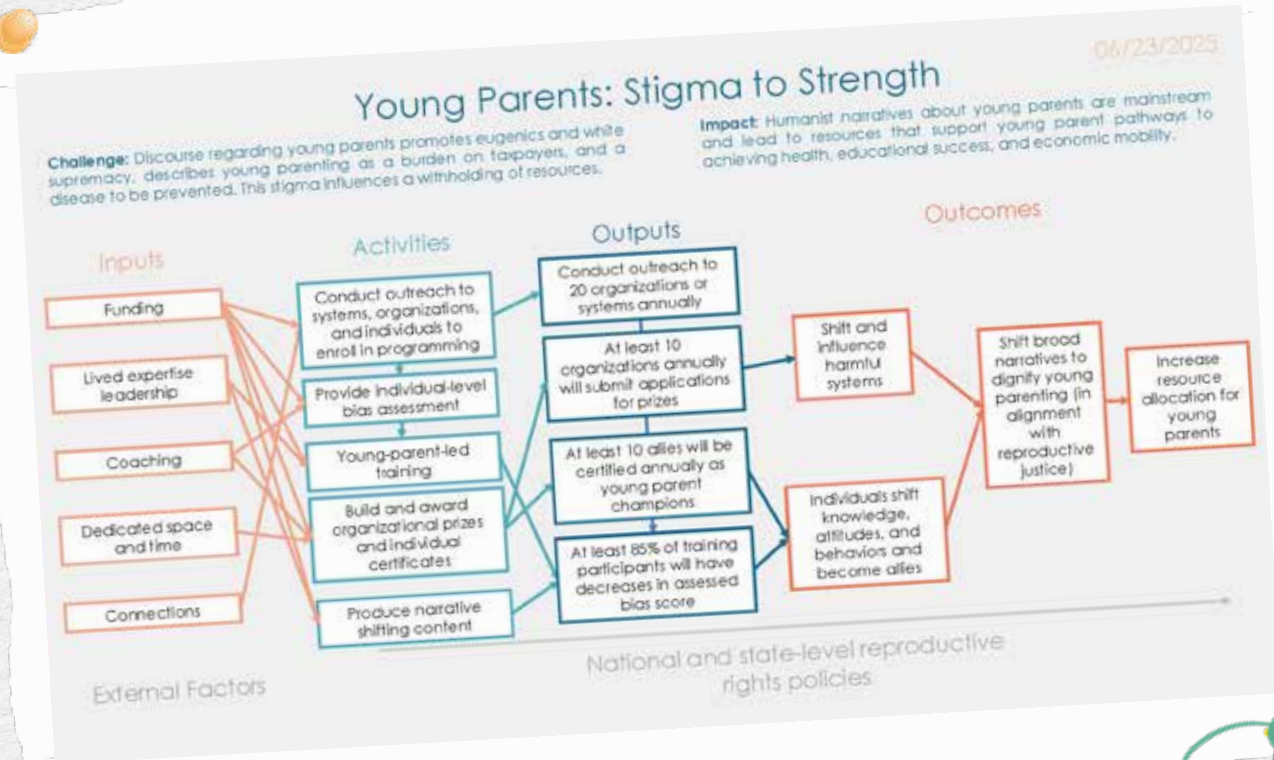 06/23/2025
Young Parents: Stigma to Strength
Challenge: Discourse regarding young parents promotes eugenics and white
supremacy, describes young parenting as a burden on taxpayers, and a
disease to be prevented. This stigma influences a withholding of resources.
Impact: Humanist narratives about young parents are mainstream
and lead to resources that support young parent pathways to
achieving health, educational success, and economic mobility.
Inputs
Funding
Lived expertise
leadership
Coaching
Dedicated space
and time
Connections
Activities
Conduct outreach to
systems, organizations,
and individuals to
enroll in programming
Provide individual-level
bias assessment
Young-parent-led
training
Build and award
organizational prizes
and individual
certificates
Produce narrative
shifting content
Outputs
Conduct outreach to
20 organizations or
systems annually
At least 10
organizations annually
will submit applications
for prizes
At least 10 allies will be
certified annually as
young parent
champions
At least 85% of training
participants will have
decreases in assessed
bias score
Outcomes
Shift and
influence
harmful
systems
Individuals shift
knowledge,
attitudes, and
behaviors and
become allies
Shift broad
narratives to
dignify young
parenting (in
alignment
with
reproductive
justice)
Increase
resource
allocation for
young
parents
External Factors
National and state-level reproductive
rights policies